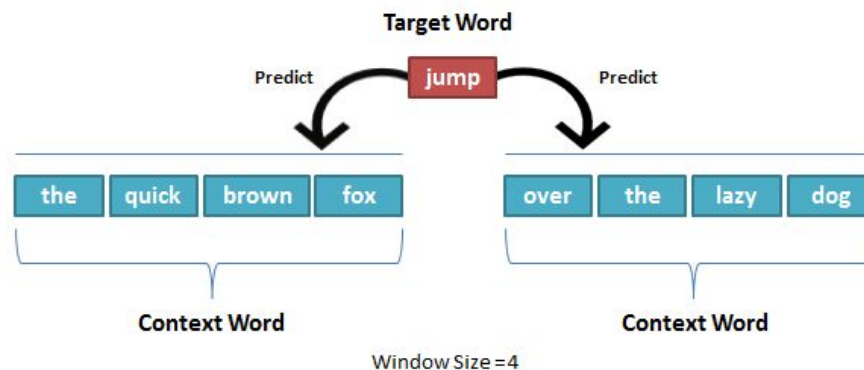 Target Word
Predict jump Predict
the quick brown fox over the lazy dog
Context Word Context Word
Window Size=4